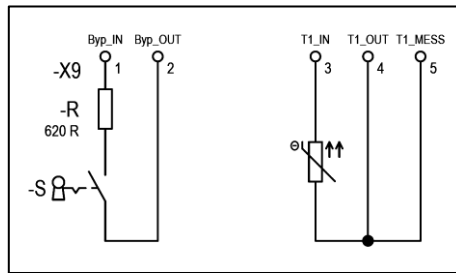 Byp_IN Byp_OUT T1_IN T1_OUT T1_MESS
-X9 1 2 3 4 5
-R
620 R
Θ
-S